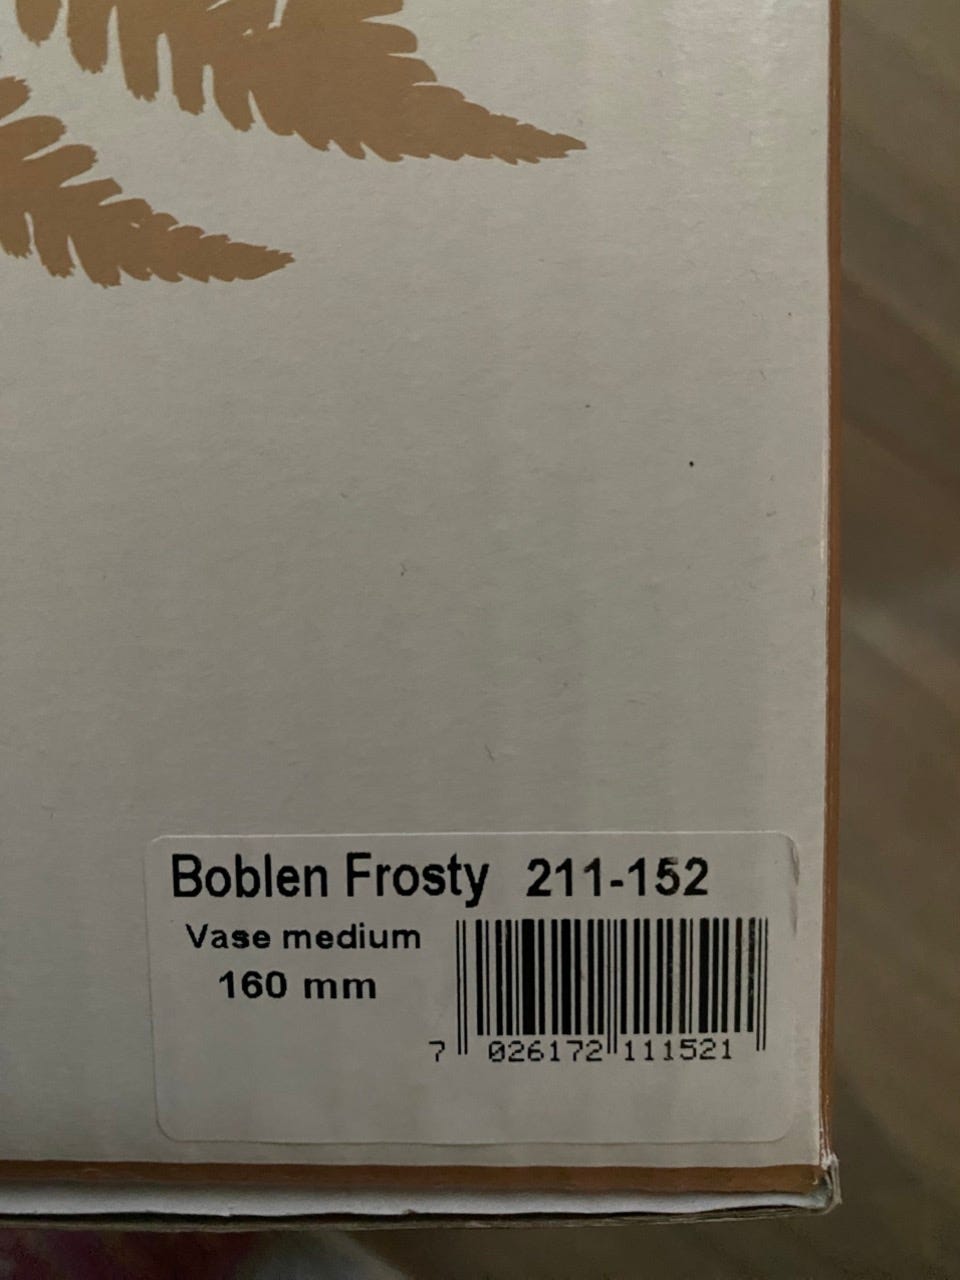 Boblen Frosty 211-152
Vase medium
160 mm
7 026172 111521